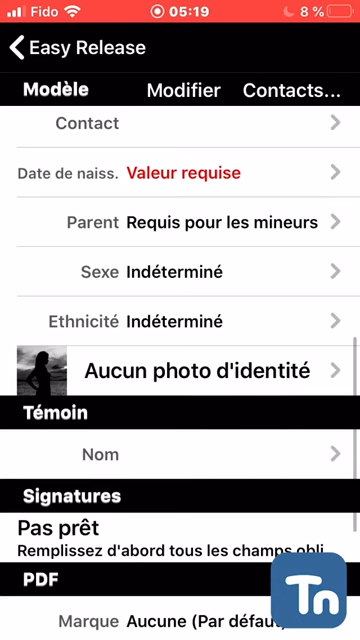 Fido 05:19 8 %
Easy Release
Modèle Modifier Contacts...
Contact
Date de naiss. Valeur requise
Parent Requis pour les mineurs
Sexe Indéterminé
Ethnicité Indéterminé
Aucun photo d'identité
Témoin
Nom
Signatures
Pas prêt
Remplissez d'abord tous les champs obli
PDF
Marque Aucune (Par défau
Tn